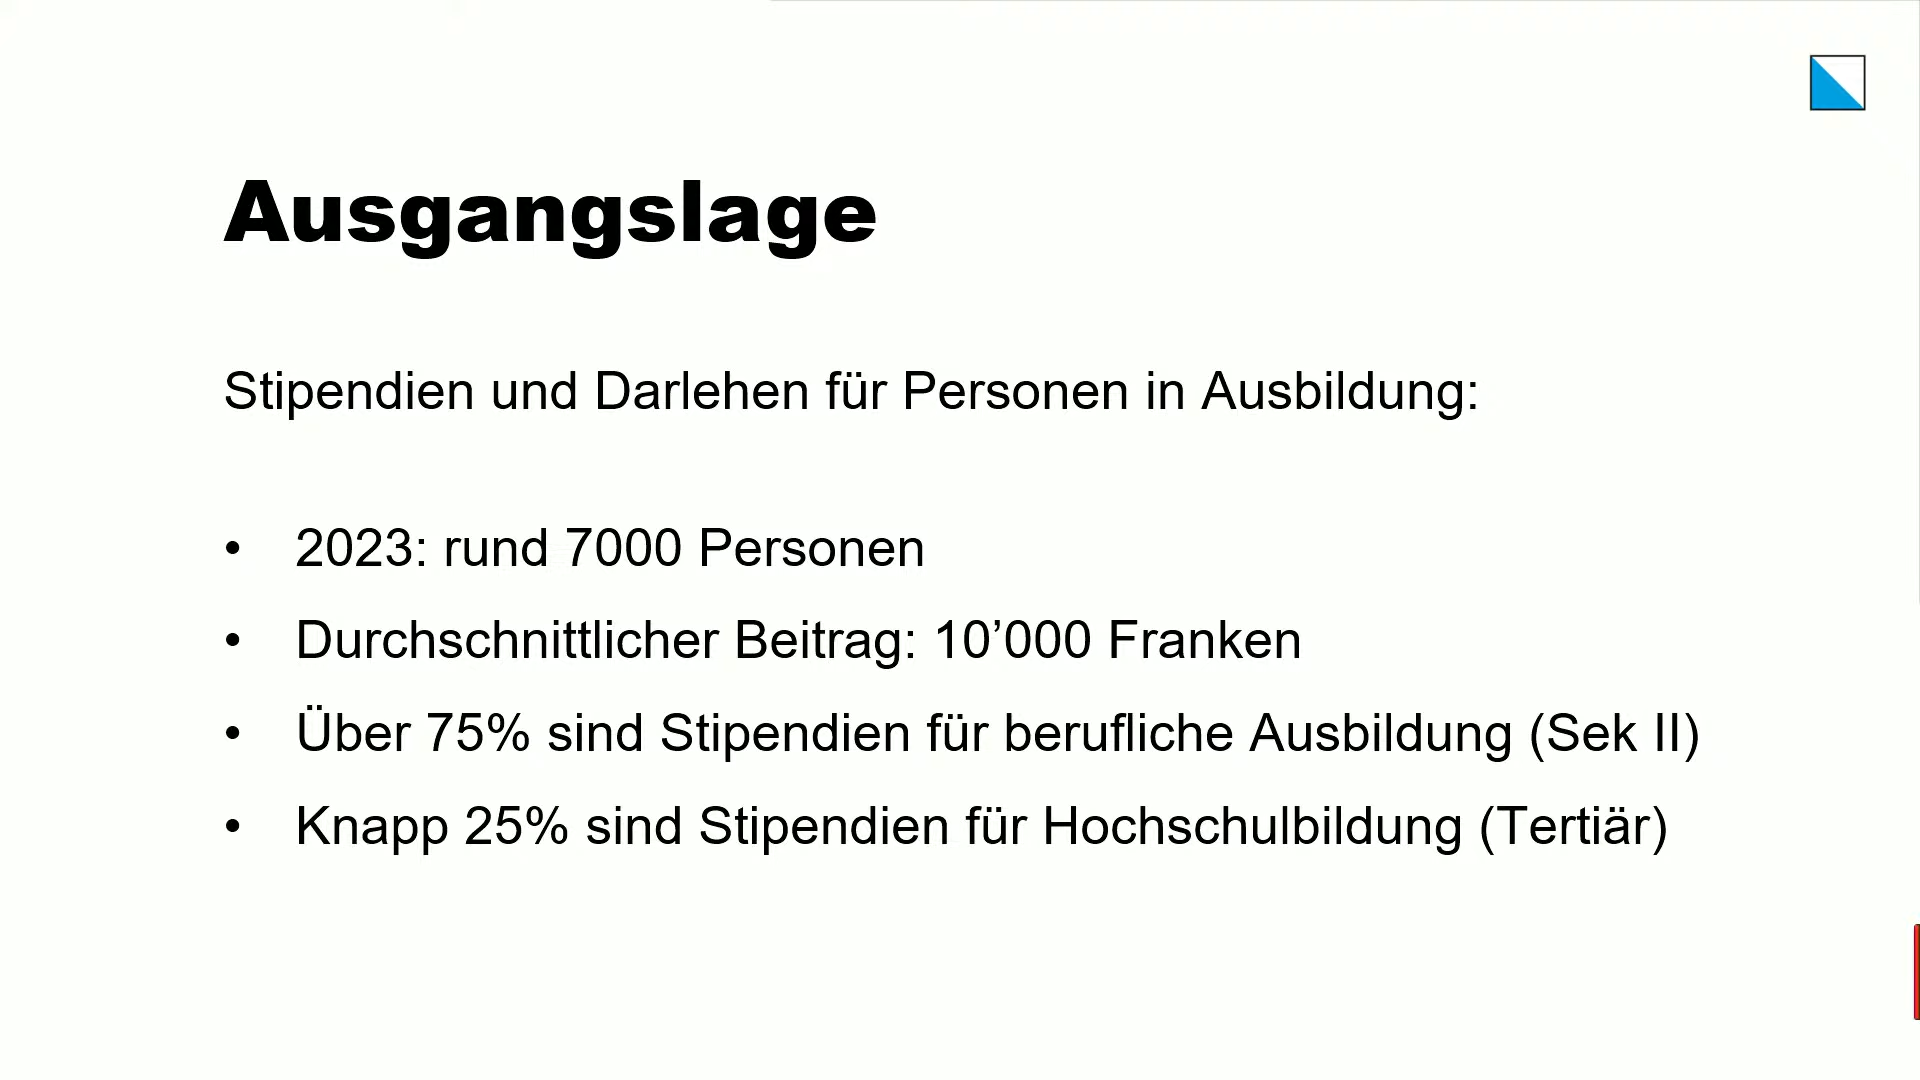 Ausgangslage
Stipendien und Darlehen für Personen in Ausbildung:
• 2023: rund 7000 Personen
• Durchschnittlicher Beitrag: 10’000 Franken
• Über 75% sind Stipendien für berufliche Ausbildung (Sek II)
• Knapp 25% sind Stipendien für Hochschulbildung (Tertiär)